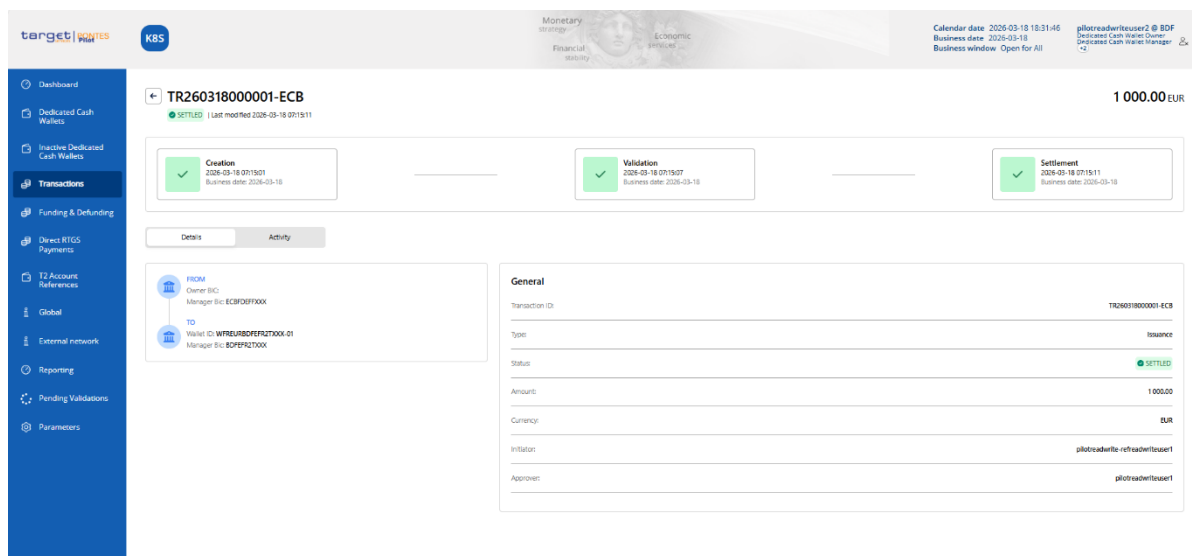 target | PONTES
Pilot
K8S
Monetary
strategy
Economic
services
Financial
stability
Calendar date 2026-03-18 18:31:46
Business date 2026-03-18
Business window Open for All
pilotreadwriteuser2 @ BDF
Dedicated Cash Wallet Owner
Dedicated Cash Wallet Manager
+2
Dashboard
Dedicated Cash
Wallets
Inactive Dedicated
Cash Wallets
Transactions
Funding & Defunding
Direct RTGS
Payments
T2 Account
References
Global
External network
Reporting
Pending Validations
Parameters
TR260318000001-ECB
1 000.00 EUR
SETTLED | Last modified 2026-03-18 07:15:11
Creation
2026-03-18 07:15:01
Business date: 2026-03-18
Validation
2026-03-18 07:15:07
Business date: 2026-03-18
Settlement
2026-03-18 07:15:11
Business date: 2026-03-18
Details
Activity
FROM
Owner BIC:
Manager Bic: ECBFDEFFXXX
TO
Wallet ID: WFREURBDFEFR2TXXX-01
Manager Bic: BDFEFR2TXXX
General
Transaction ID: TR260318000001-ECB
Type: Issuance
Status: SETTLED
Amount: 1 000.00
Currency: EUR
Initiator: pilotreadwrite-refreadwriteuser1
Approver: pilotreadwriteuser1